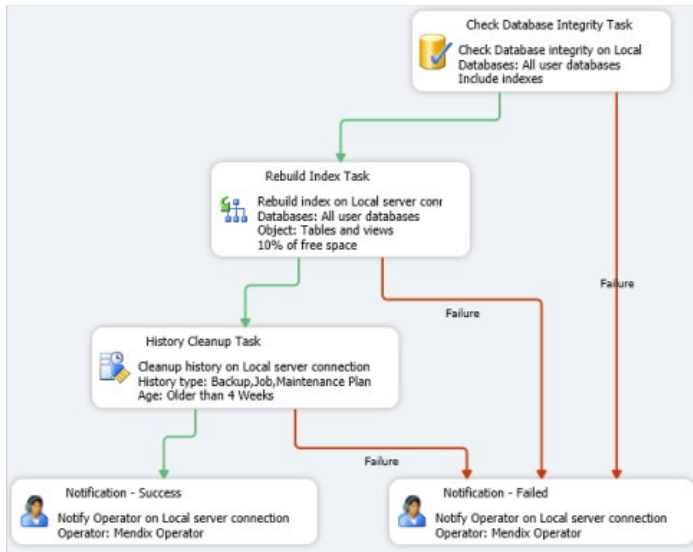 Check Database Integrity Task
Check Database integrity on Local
Databases: All user databases
Include indexes
Rebuild Index Task
Rebuild index on Local server conr
Databases: All user databases
Object: Tables and views
10% of free space
Failure
Failure
History Cleanup Task
Cleanup history on Local server connection
History type: Backup,Job,Maintenance Plan
Age: Older than 4 Weeks
Failure
Notification - Success
Notify Operator on Local server connection
Operator: Mendix Operator
Notification - Failed
Notify Operator on Local server connection
Operator: Mendix Operator